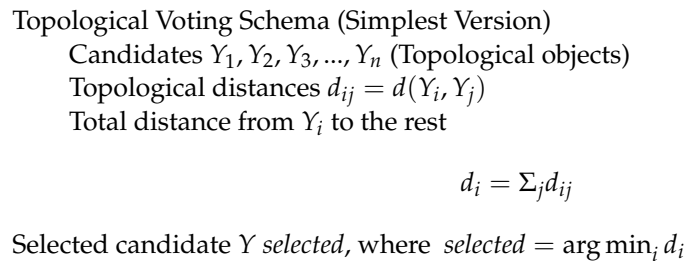 Topological Voting Schema (Simplest Version)
Candidates Y₁, Y₂, Y₃, ..., Yₙ (Topological objects)
Topological distances dᵢⱼ = d(Yᵢ, Yⱼ)
Total distance from Yᵢ to the rest
dᵢ = Σⱼdᵢⱼ
Selected candidate Y selected, where selected = arg minᵢ dᵢ